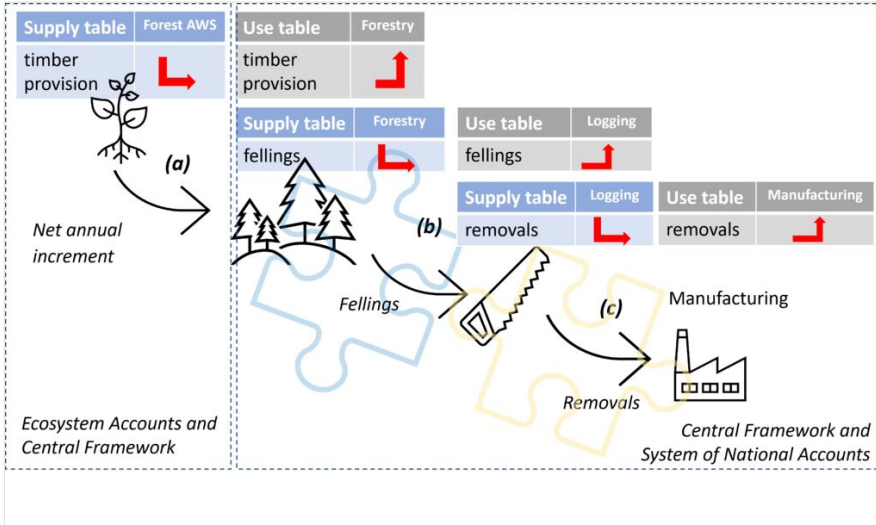 Supply table Forest AWS
timber
provision
Use table Forestry
timber
provision
Supply table Forestry
fellings
Use table Logging
fellings
Supply table Logging
removals
Use table Manufacturing
removals
(a)
Net annual
increment
(b)
Fellings
(c)
Manufacturing
Removals
Ecosystem Accounts and
Central Framework
Central Framework and
System of National Accounts